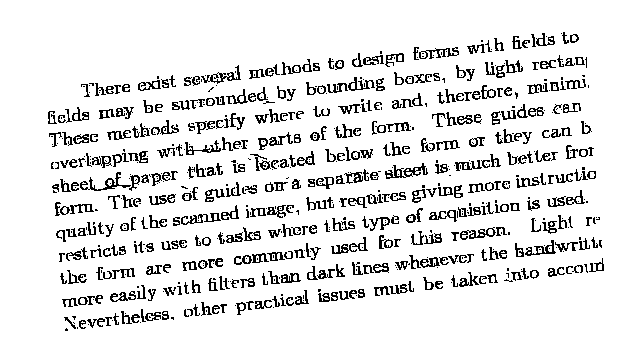 There exist several methods to design forms with fields to
fields may be surrounded by bounding boxes, by light rectan
These methods specify where to write and, therefore, minimi
overlapping with other parts of the form. These guides can
sheet of paper that is located below the form or they can b
form. The use of guides on a separate sheet is much better fro
quality of the scanned image, but requires giving more instructio
restricts its use to tasks where this type of acquisition is used.
the form are more commonly used for this reason. Light re
more easily with filters than dark lines whenever the handwritt
Nevertheless, other practical issues must be taken into accoun